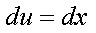 du = dx